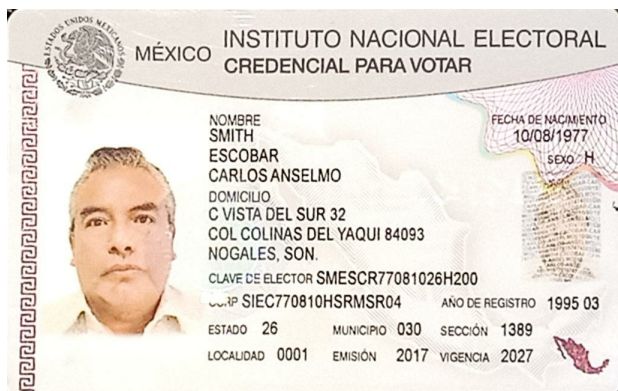 ESTADOS UNIDOS MEXICANOS
MÉXICO INSTITUTO NACIONAL ELECTORAL
CREDENCIAL PARA VOTAR
NOMBRE
SMITH
ESCOBAR
CARLOS ANSELMO
FECHA DE NACIMIENTO
10/08/1977
SEXO H
DOMICILIO
C VISTA DEL SUR 32
COL COLINAS DEL YAQUI 84093
NOGALES, SON.
CLAVE DE ELECTOR SMESCR77081026H200
CURP SIEC770810HSRMSR04 AÑO DE REGISTRO 1995 03
ESTADO 26 MUNICIPIO 030 SECCIÓN 1389
LOCALIDAD 0001 EMISIÓN 2017 VIGENCIA 2027